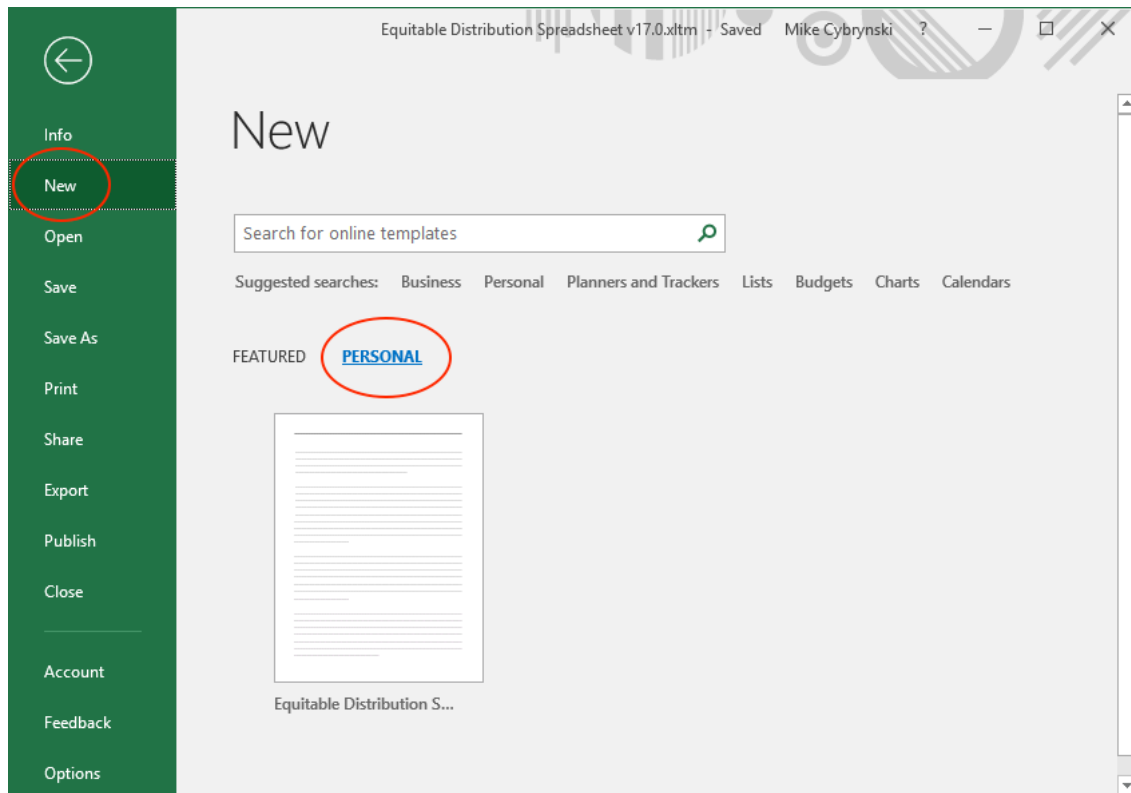 Equitable Distribution Spreadsheet v17.0.xltm - Saved Mike Cybrynski ?
Info
New
Open
Save
Save As
Print
Share
Export
Publish
Close
Account
Feedback
Options
New
Search for online templates
Suggested searches: Business Personal Planners and Trackers Lists Budgets Charts Calendars
FEATURED PERSONAL
Equitable Distribution S...